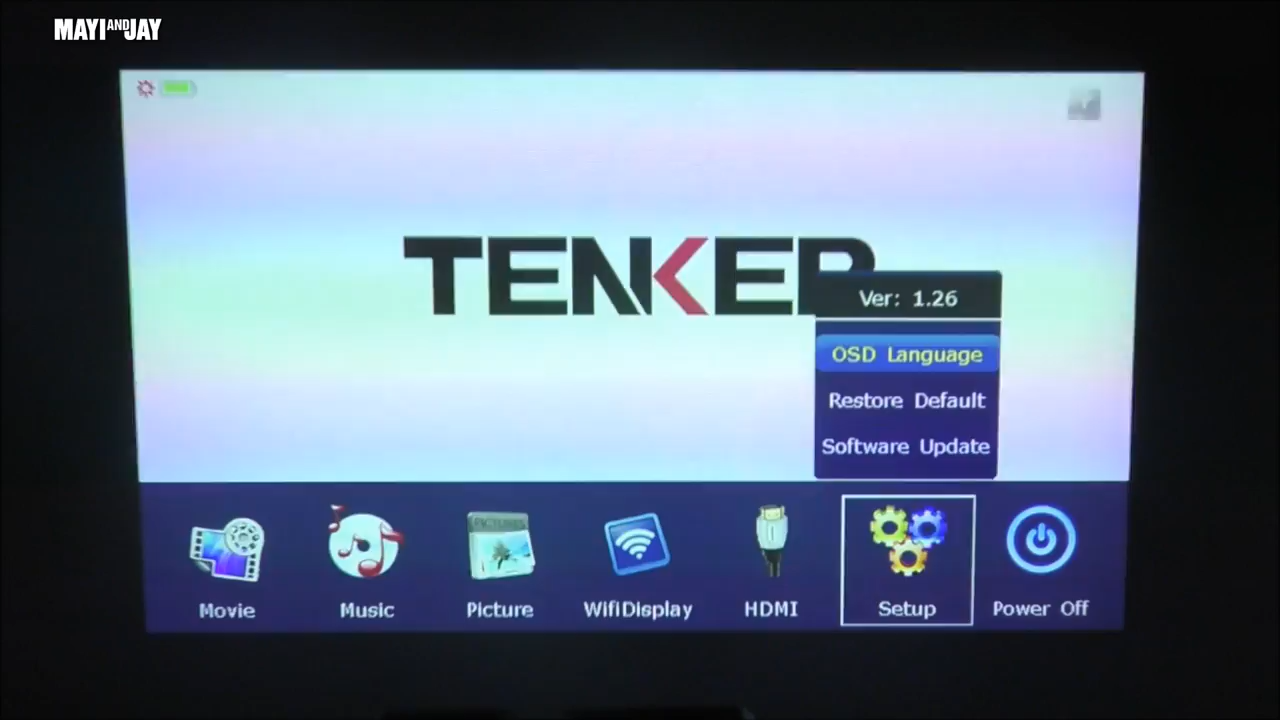 MAYI AND JAY
TENKER
Ver: 1.26
OSD Language
Restore Default
Software Update
PICTURES
Movie
Music
Picture
WifiDisplay
HDMI
Setup
Power Off